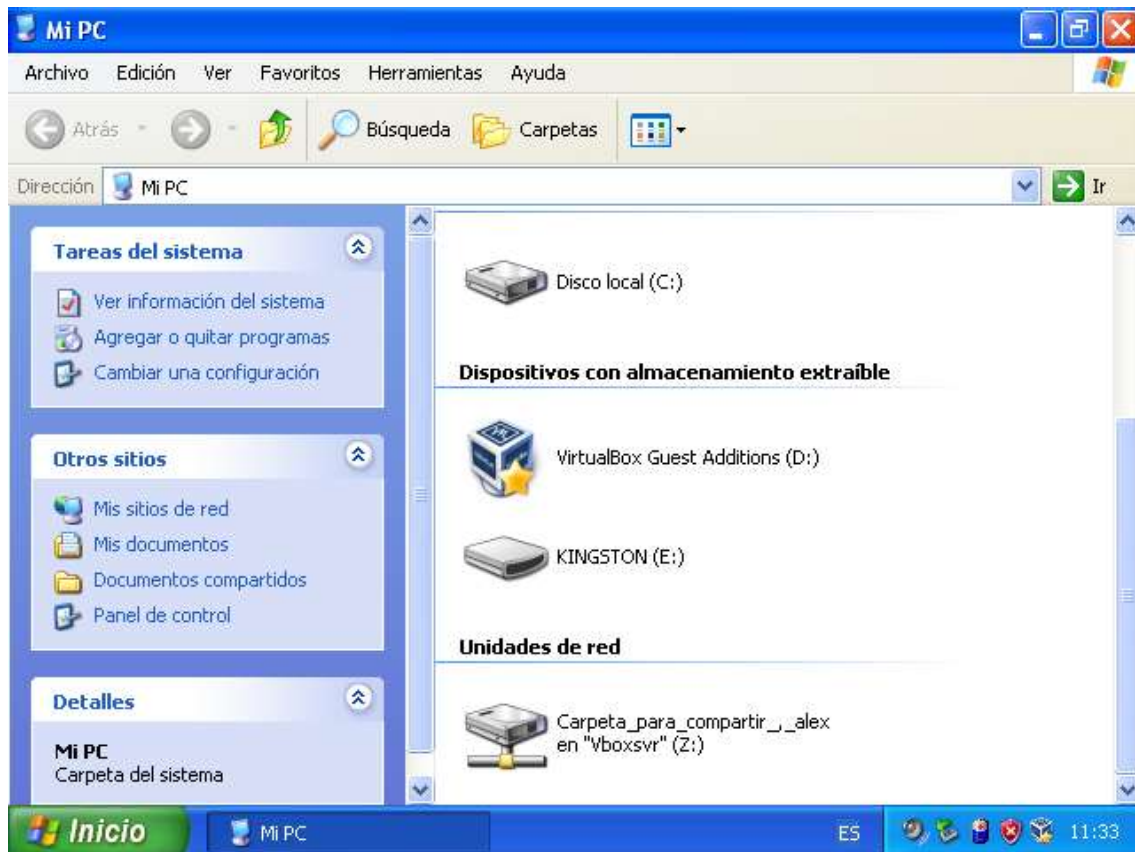 Mi PC
Archivo Edición Ver Favoritos Herramientas Ayuda
Atrás Búsqueda Carpetas
Dirección Mi PC Ir
Tareas del sistema
Ver información del sistema
Agregar o quitar programas
Cambiar una configuración
Otros sitios
Mis sitios de red
Mis documentos
Documentos compartidos
Panel de control
Detalles
Mi PC
Carpeta del sistema
Disco local (C:)
Dispositivos con almacenamiento extraíble
VirtualBox Guest Additions (D:)
KINGSTON (E:)
Unidades de red
Carpeta_para_compartir_,_alex
en "Vboxsvr" (Z:)
Inicio Mi PC ES 11:33